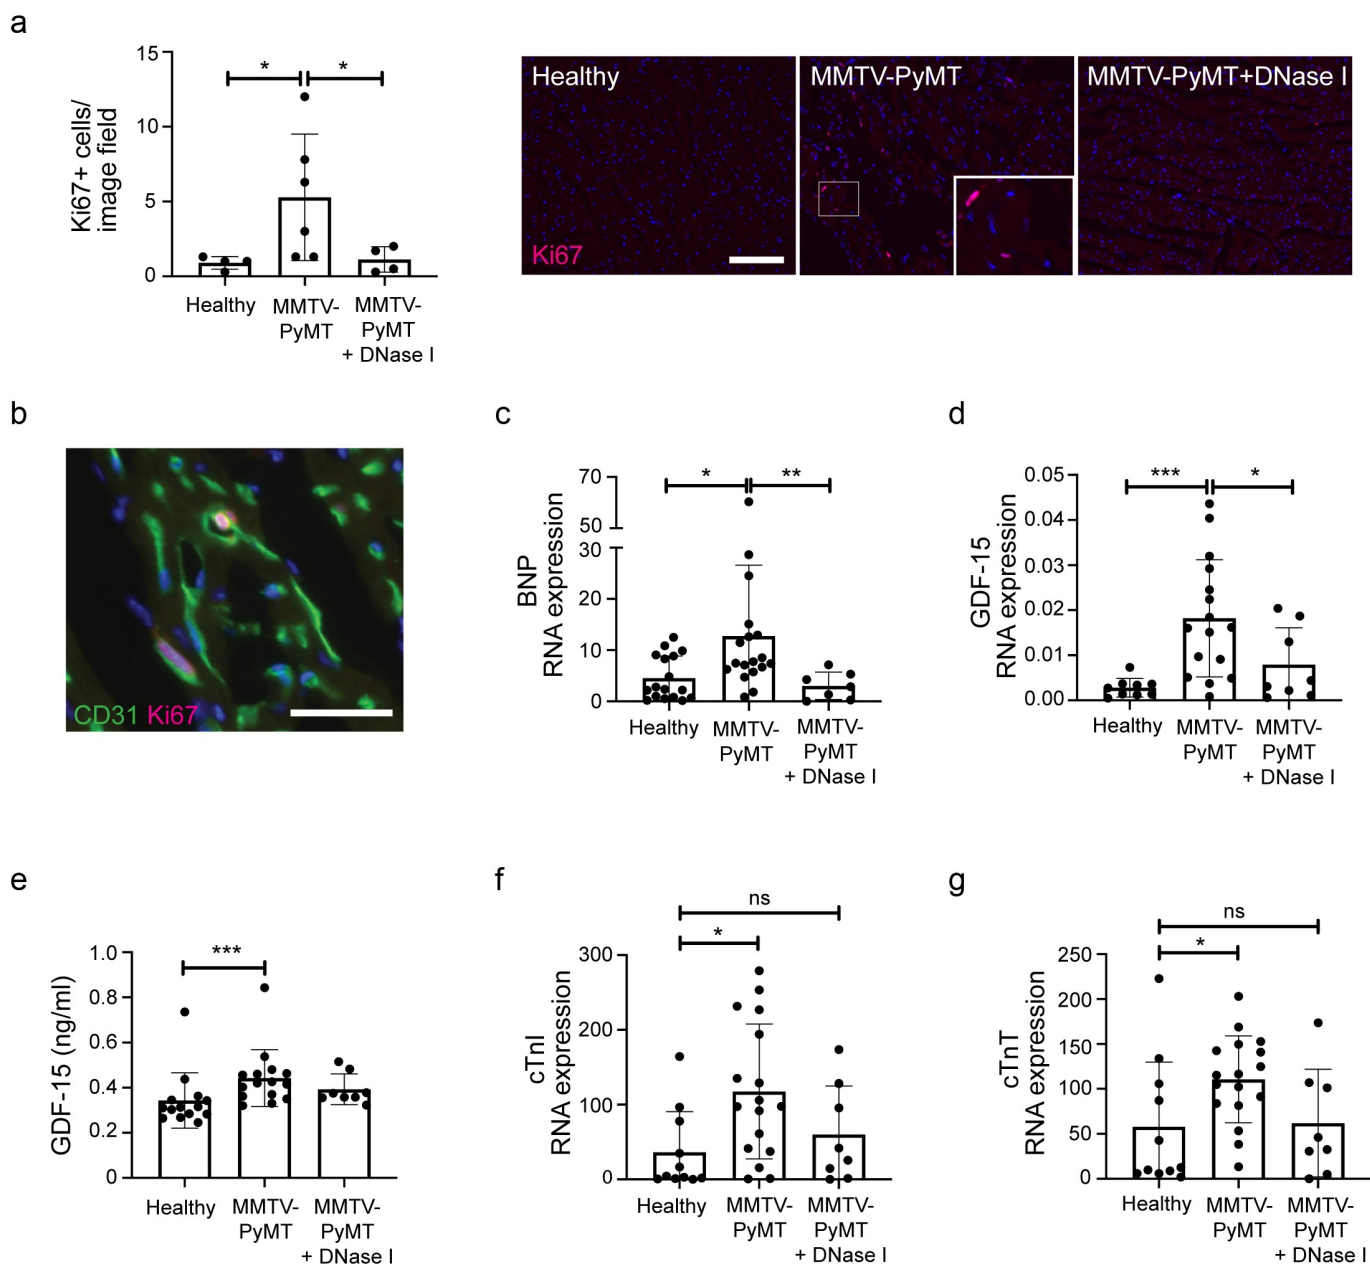 a
15
10
5
0
Ki67+ cells/
image field
*
*
Healthy
MMTV-
PyMT
MMTV-
PyMT
+ DNase I
Healthy
Ki67
MMTV-PyMT
MMTV-PyMT+DNase I
b
CD31 Ki67
c
BNP
RNA expression
70
50
30
20
10
0
*
**
Healthy
MMTV-
PyMT
MMTV-
PyMT
+ DNase I
d
GDF-15
RNA expression
0.05
0.04
0.03
0.02
0.01
0.00
***
*
Healthy
MMTV-
PyMT
MMTV-
PyMT
+ DNase I
e
GDF-15 (ng/ml)
1.0
0.8
0.6
0.4
0.2
0
***
Healthy
MMTV-
PyMT
MMTV-
PyMT
+ DNase I
f
cTnI
RNA expression
300
200
100
0
ns
*
Healthy
MMTV-
PyMT
MMTV-
PyMT
+ DNase I
g
cTnT
RNA expression
250
200
150
100
50
0
ns
*
Healthy
MMTV-
PyMT
MMTV-
PyMT
+ DNase I